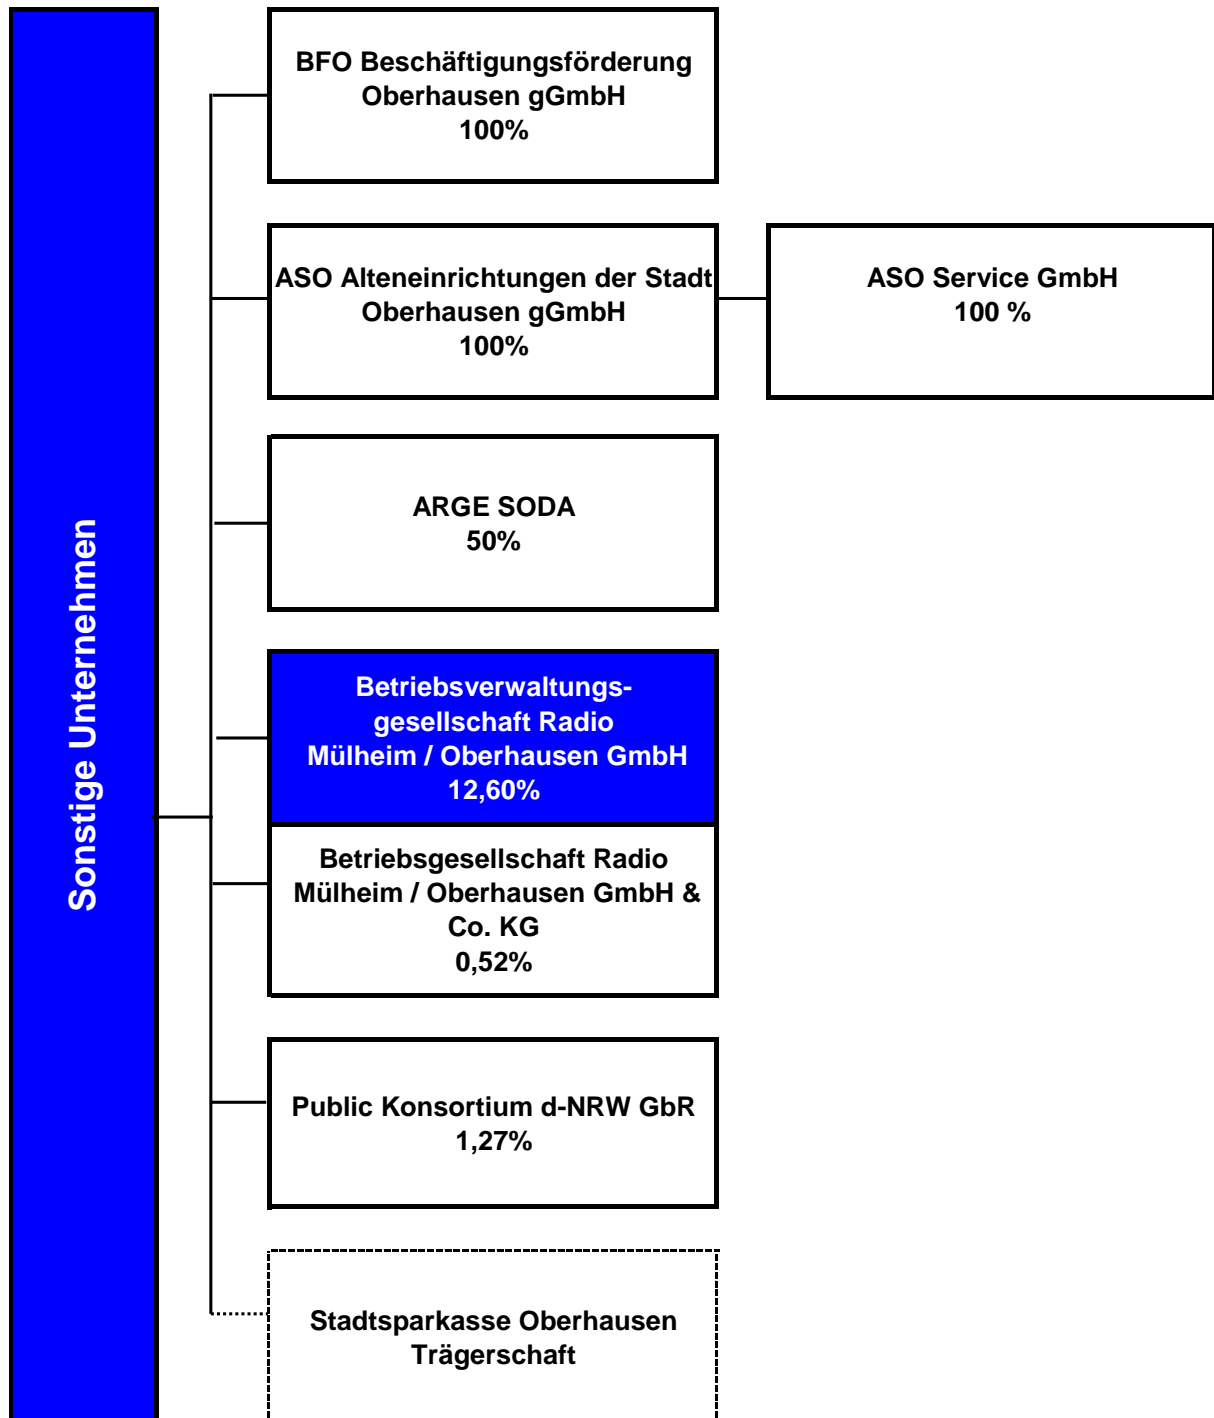 Sonstige Unternehmen
BFO Beschäftigungsförderung
Oberhausen gGmbH
100%
ASO Alteneinrichtungen der Stadt
Oberhausen gGmbH
100%
ASO Service GmbH
100 %
ARGE SODA
50%
Betriebsverwaltungs-
gesellschaft Radio
Mülheim / Oberhausen GmbH
12,60%
Betriebsgesellschaft Radio
Mülheim / Oberhausen GmbH &
Co. KG
0,52%
Public Konsortium d-NRW GbR
1,27%
Stadtsparkasse Oberhausen
Trägerschaft